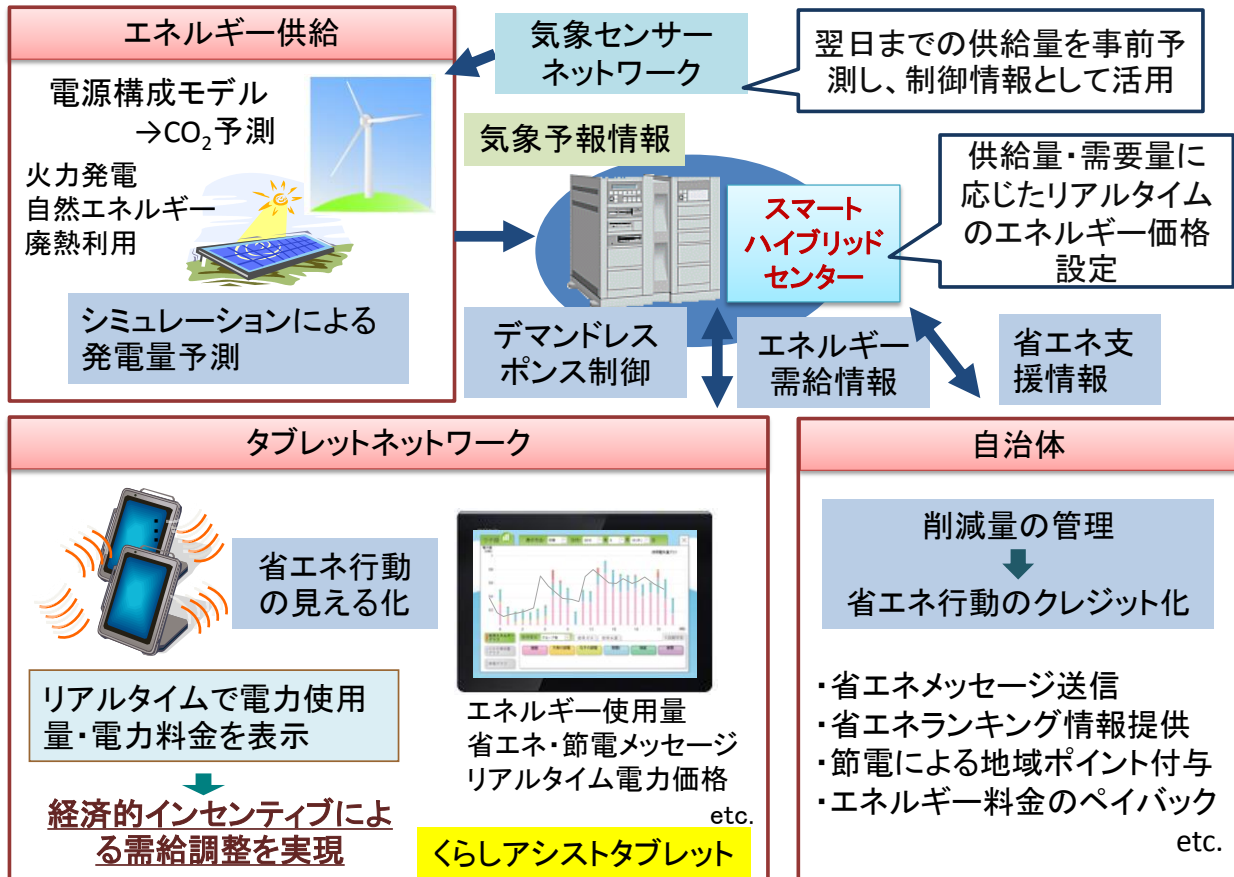 エネルギー供給
電源構成モデル
→CO₂予測
火力発電
自然エネルギー
廃熱利用
シミュレーションによる
発電量予測
気象センサー
ネットワーク
翌日までの供給量を事前予
測し、制御情報として活用
気象予報情報
スマート
ハイブリッド
センター
供給量・需要量に
応じたリアルタイム
のエネルギー価格
設定
デマンドレス
ポンス制御
エネルギー
需給情報
省エネ支
援情報
タブレットネットワーク
省エネ行動
の見える化
リアルタイムで電力使用
量・電力料金を表示
経済的インセンティブによ
る需給調整を実現
エネルギー使用量
省エネ・節電メッセージ
リアルタイム電力価格
etc.
くらしアシストタブレット
自治体
削減量の管理
省エネ行動のクレジット化
・省エネメッセージ送信
・省エネランキング情報提供
・節電による地域ポイント付与
・エネルギー料金のペイバック
etc.